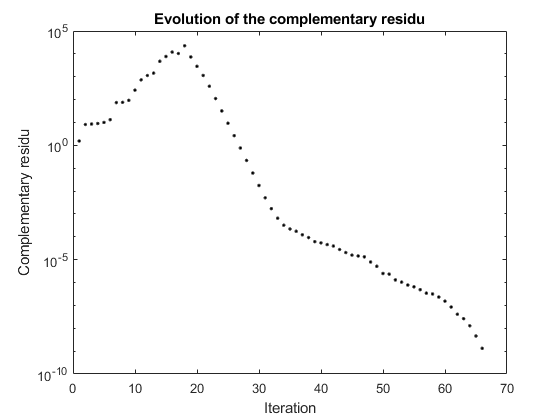 Evolution of the complementary residu
10^5
10^0
10^-5
10^-10
Complementary residu
0 10 20 30 40 50 60 70
Iteration